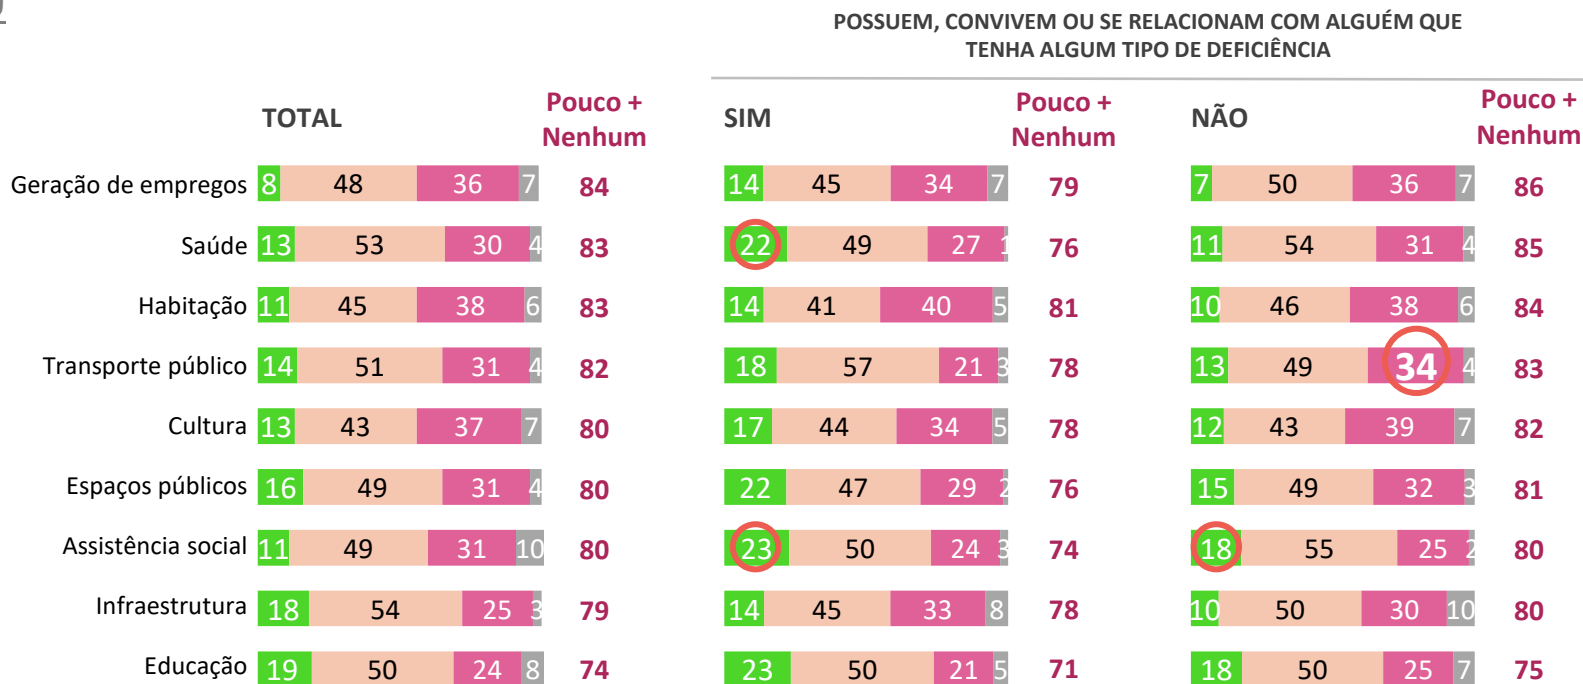 POSSUEM, CONVIVEM OU SE RELACIONAM COM ALGUÉM QUE
TENHA ALGUM TIPO DE DEFICIÊNCIA
TOTAL Pouco + Nenhum SIM Pouco + Nenhum NÃO Pouco + Nenhum
Geração de empregos 8 48 36 7 84 14 45 34 7 79 7 50 36 7 86
Saúde 13 53 30 4 83 22 49 27 1 76 11 54 31 4 85
Habitação 11 45 38 6 83 14 41 40 5 81 10 46 38 6 84
Transporte público 14 51 31 4 82 18 57 21 3 78 13 49 34 4 83
Cultura 13 43 37 7 80 17 44 34 5 78 12 43 39 7 82
Espaços públicos 16 49 31 4 80 22 47 29 2 76 15 49 32 3 81
Assistência social 11 49 31 10 80 23 50 24 3 74 18 55 25 2 80
Infraestrutura 18 54 25 3 79 14 45 33 8 78 10 50 30 10 80
Educação 19 50 24 8 74 23 50 21 5 71 18 50 25 7 75